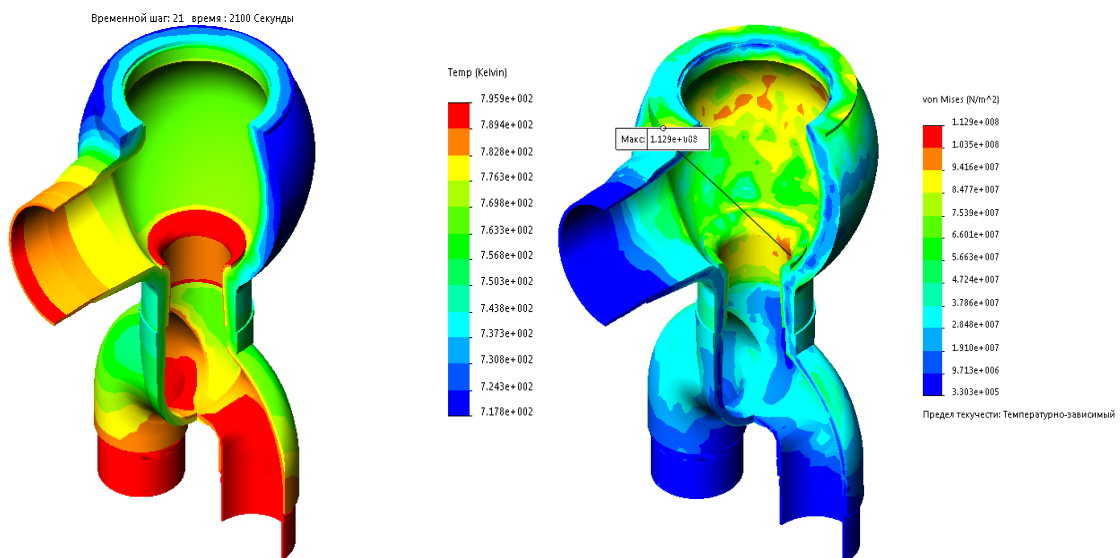 Временной шаг: 21 время : 2100 Секунды
Temp (Kelvin)
7.959e+002
7.894e+002
7.828e+002
7.763e+002
7.698e+002
7.633e+002
7.568e+002
7.503e+002
7.438e+002
7.373e+002
7.308e+002
7.243e+002
7.178e+002
Макс: 1.129e+008
von Mises (N/m^2)
1.129e+008
1.035e+008
9.416e+007
8.477e+007
7.539e+007
6.601e+007
5.663e+007
4.724e+007
3.786e+007
2.848e+007
1.910e+007
9.713e+006
3.303e+005
Предел текучести: Температурно-зависимый